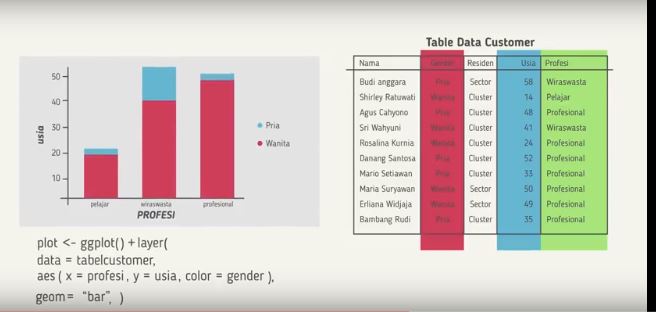 Table Data Customer
Nama Gender Residen Usia Profesi
Budi anggara Pria Sector 58 Wiraswasta
Shirley Ratuwati Wanita Cluster 14 Pelajar
Agus Cahyono Pria Cluster 48 Profesional
Sri Wahyuni Wanita Cluster 41 Wiraswasta
Rosalina Kurnia Wanita Cluster 24 Profesional
Danang Santosa Pria Cluster 52 Profesional
Mario Setiawan Pria Cluster 33 Profesional
Maria Suryawan Wanita Sector 50 Profesional
Erliana Widjaja Wanita Sector 49 Profesional
Bambang Rudi Pria Cluster 35 Profesional
50
40
30
20
10
usia
pelajar wiraswasta profesional
PROFESI
Pria
Wanita
plot <- ggplot() + layer(
data = tabelcustomer,
aes ( x = profesi , y = usia, color = gender ),
geom = "bar", )